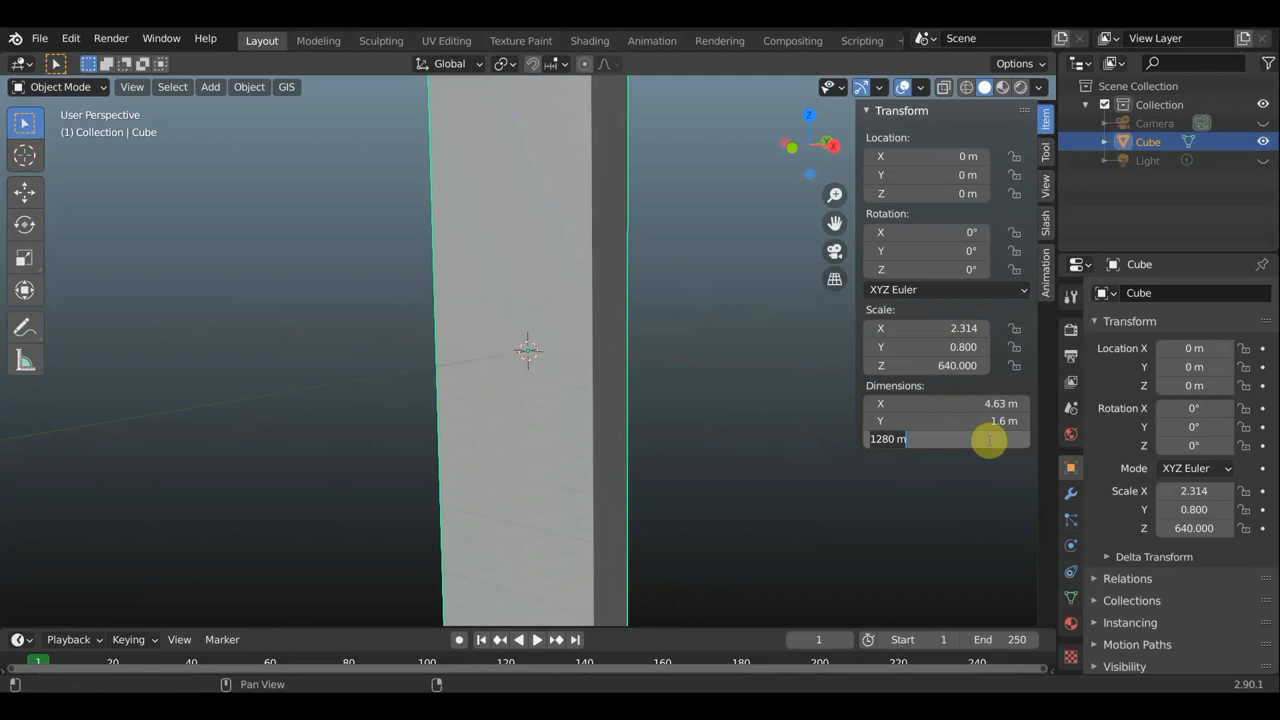 File Edit Render Window Help Layout Modeling Sculpting UV Editing Texture Paint Shading Animation Rendering Compositing Scripting + Scene View Layer
Global Options
Object Mode View Select Add Object GIS
User Perspective
(1) Collection | Cube
Z
Y
X
Transform
Location:
X 0 m
Y 0 m
Z 0 m
Rotation:
X 0°
Y 0°
Z 0°
XYZ Euler
Scale:
X 2.314
Y 0.800
Z 640.000
Dimensions:
X 4.63 m
Y 1.6 m
1280 m
Item
Tool
View
Slash
Animation
Scene Collection
Collection
Camera
Cube
Light
Cube
Cube
Transform
Location X 0 m
Y 0 m
Z 0 m
Rotation X 0°
Y 0°
Z 0°
Mode XYZ Euler
Scale X 2.314
Y 0.800
Z 640.000
Delta Transform
Relations
Collections
Instancing
Motion Paths
Visibility
Playback Keying View Marker 1 Start 1 End 250
1 20 40 60 80 100 120 140 160 180 200 220 240
Pan View 2.90.1